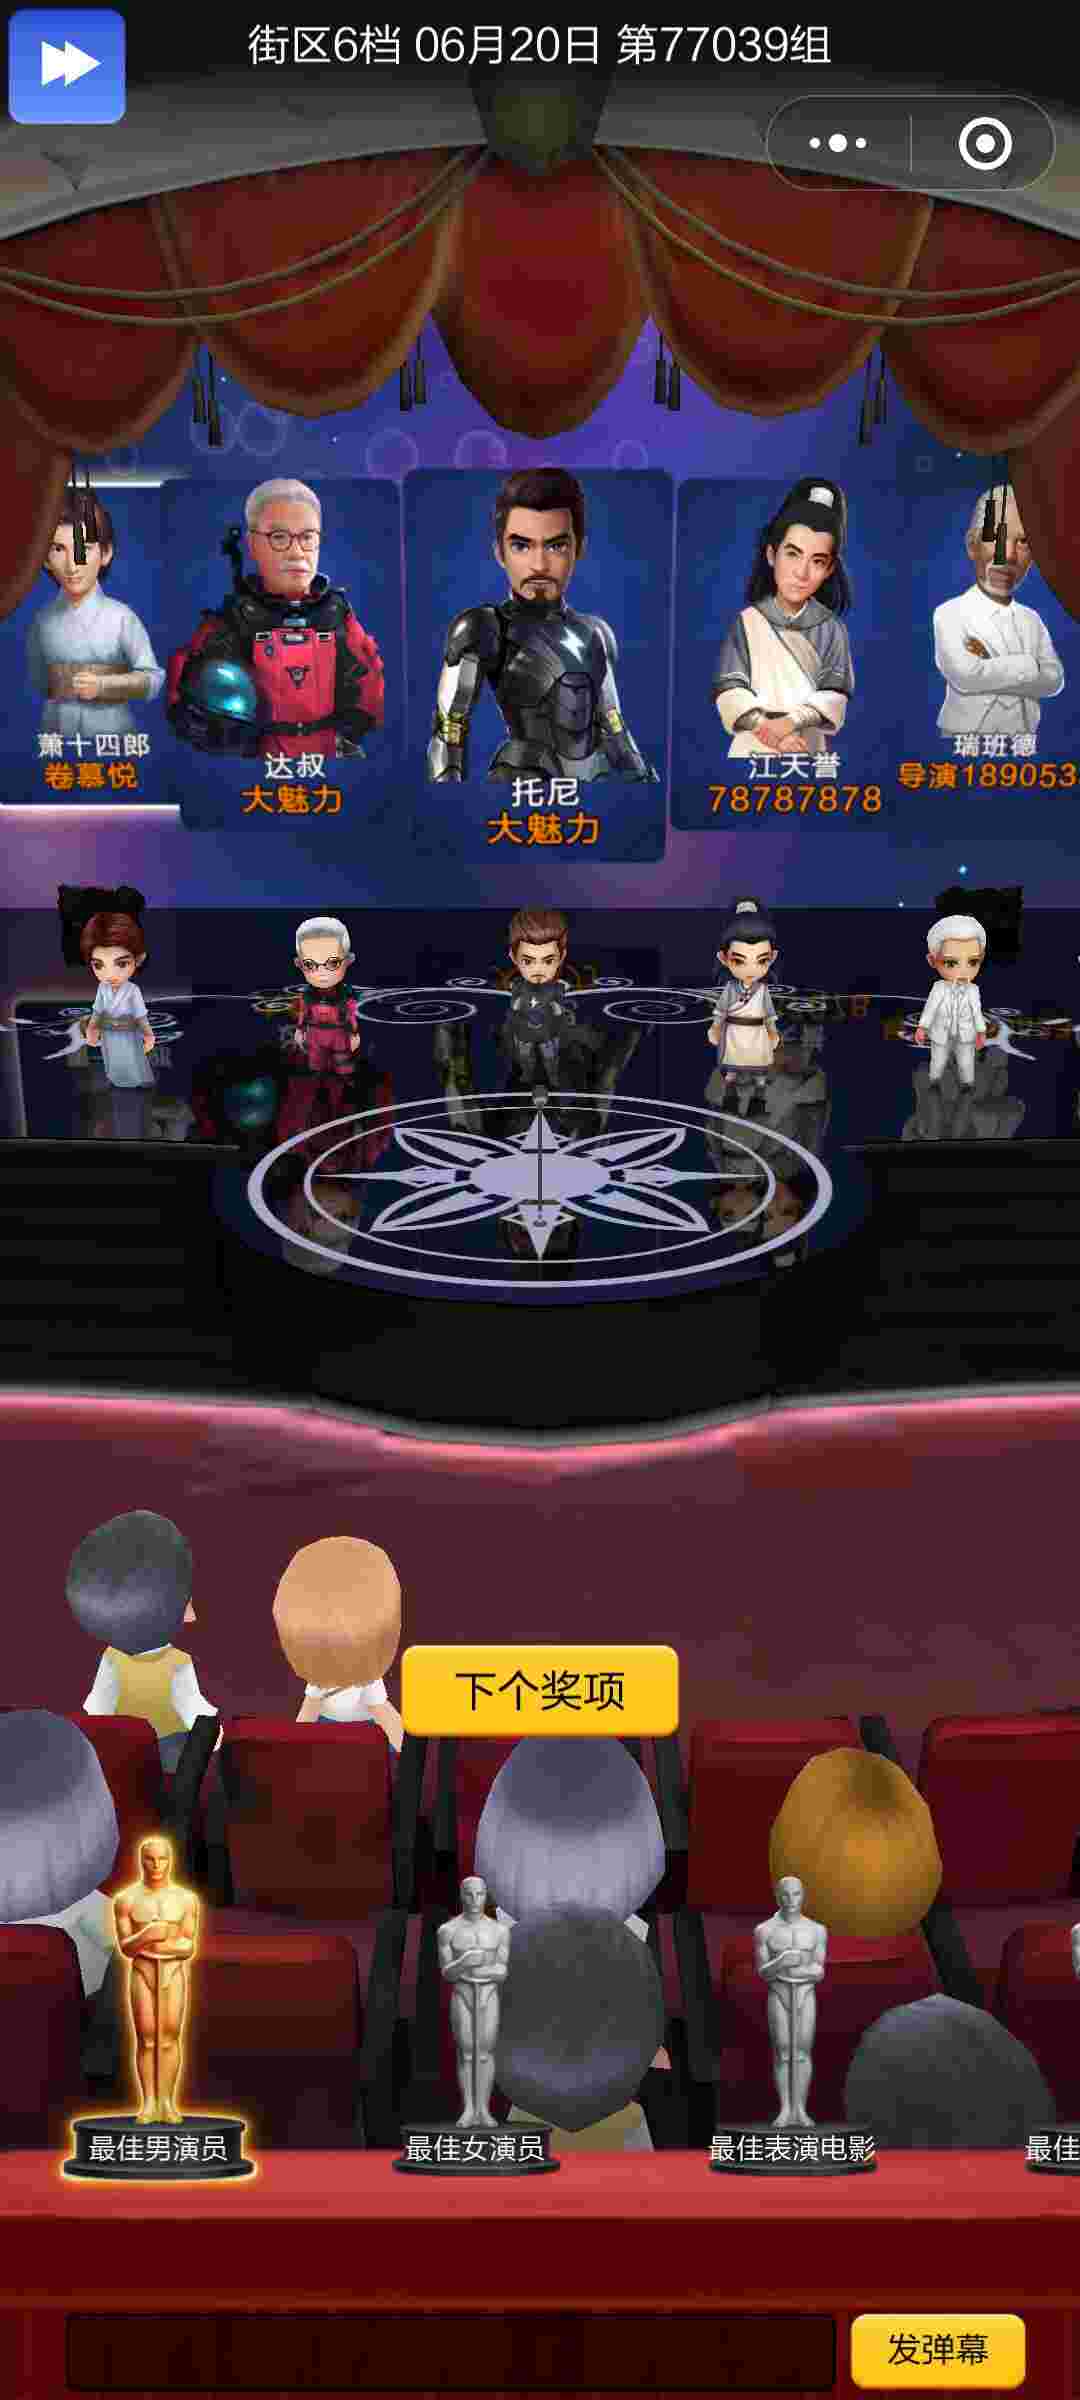 街区6档 06月20日 第77039组
萧十四郎
卷慕悦
达叔
大魅力
托尼
大魅力
江天誉
78787878
瑞班德
导演189053
下个奖项
最佳男演员
最佳女演员
最佳表演电影
最佳
发弹幕